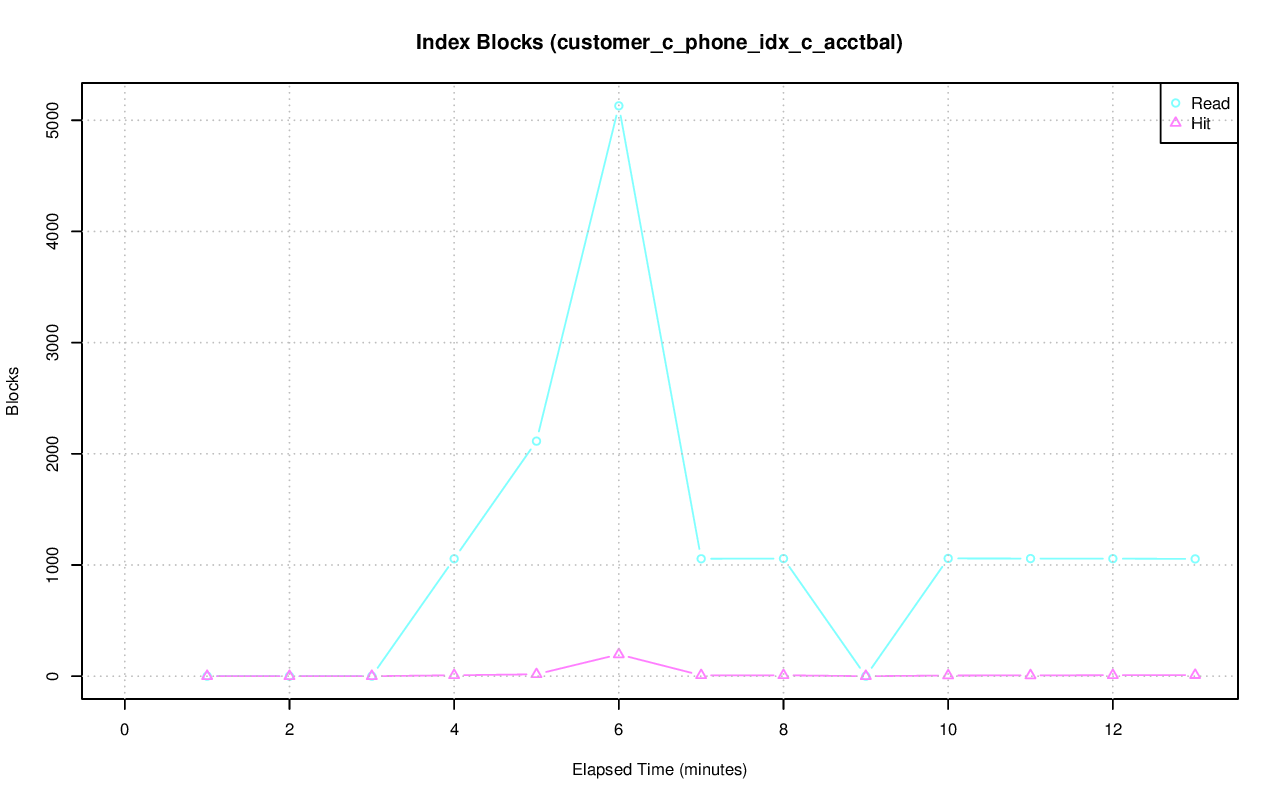 Index Blocks (customer_c_phone_idx_c_acctbal)
Read
Hit
5000
4000
3000
2000
1000
0
Blocks
0 2 4 6 8 10 12
Elapsed Time (minutes)